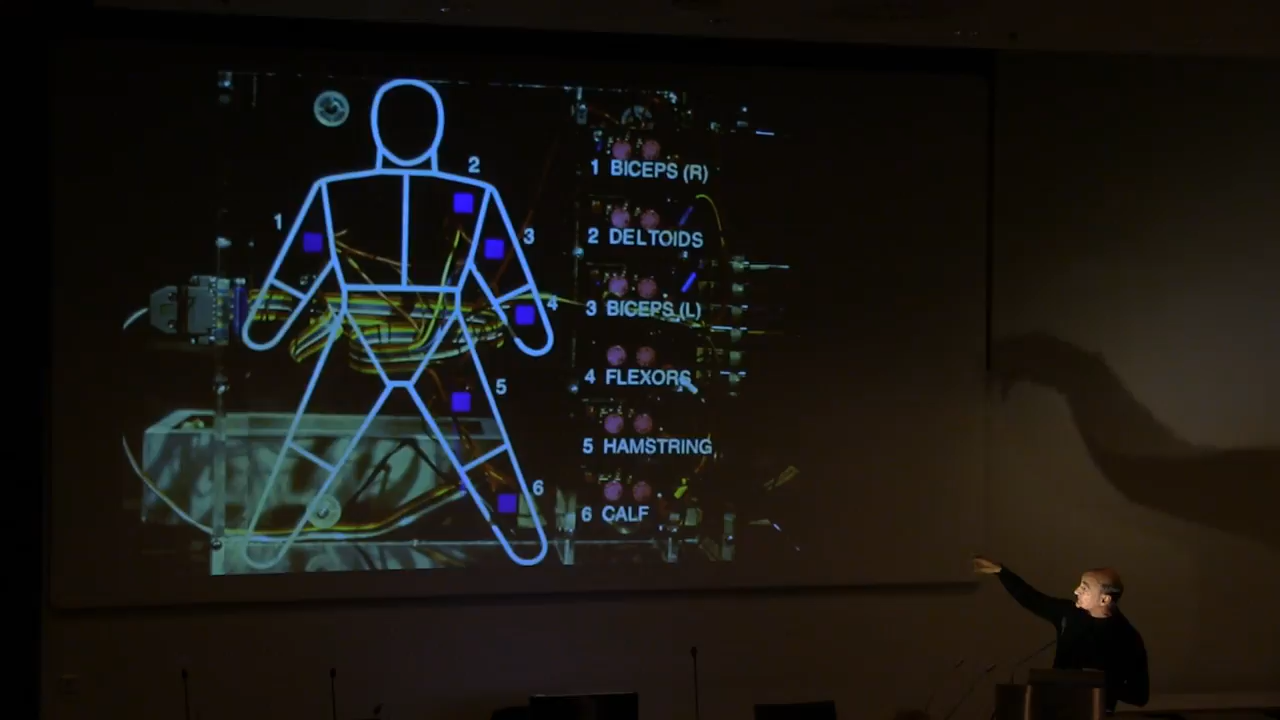 2
1
3
4
5
6
1 BICEPS (R)
2 DELTOIDS
3 BICEPS (L)
4 FLEXORS
5 HAMSTRING
6 CALF